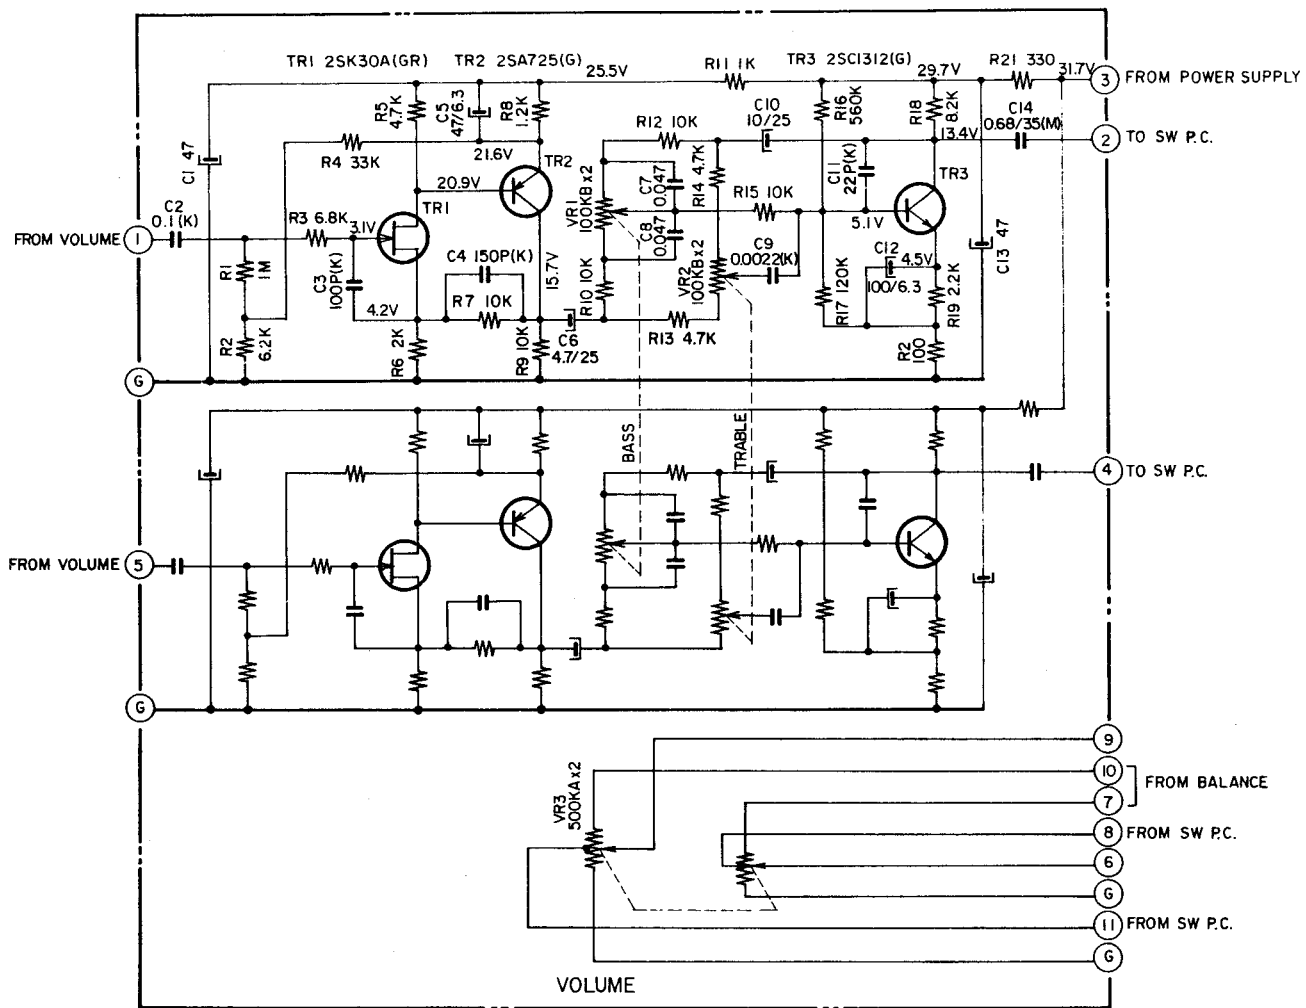 TR1 2SK30A(GR)
TR2 2SA725(G)
25.5V
R11 1K
TR3 2SC1312(G)
29.7V
R21 330
31.7V
3
FROM POWER SUPPLY
C1 47
R5
4.7K
C5
47/6.3
R8
1.2K
R4 33K
21.6V
R12 10K
C10
10/25
R16
560K
R18
8.2K
13.4V
C14
0.68/35(M)
2
TO SW P.C.
C2
0.1(K)
FROM VOLUME
1
R3 6.8K
3.1V
TR1
20.9V
TR2
VR1
100KBx2
C7
0.047
C8
0.047
R14 4.7K
R15 10K
C11
22P(K)
TR3
5.1V
R1
1M
C3
100P(K)
C4 150P(K)
R7 10K
15.7V
R10 10K
VR2
100KBx2
C9
0.0022(K)
R17 120K
C12
100/6.3
4.5V
R19 2.2K
C13 47
4.2V
R2
6.2K
R6 2K
R9 10K
C6
4.7/25
R13 4.7K
R2
100
G
BASS
TRABLE
4
TO SW P.C.
FROM VOLUME
5
G
9
10
7
FROM BALANCE
VR3
500KAx2
8
FROM SW P.C.
6
G
11
FROM SW P.C.
G
VOLUME